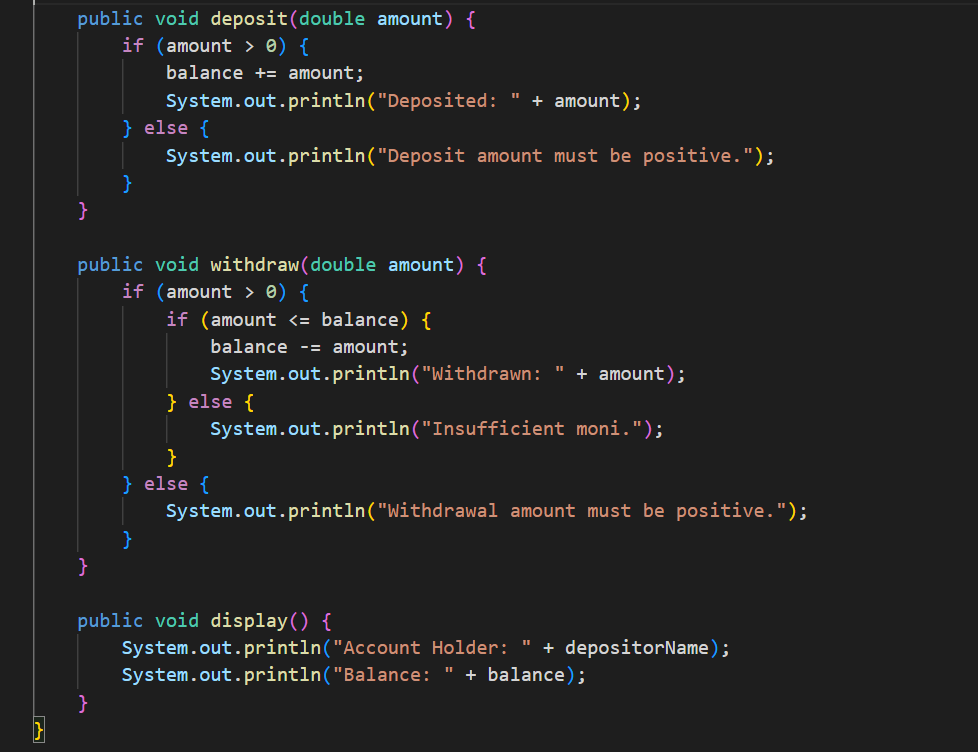 public void deposit(double amount) {
if (amount > 0) {
balance += amount;
System.out.println("Deposited: " + amount);
} else {
System.out.println("Deposit amount must be positive.");
}
}
public void withdraw(double amount) {
if (amount > 0) {
if (amount <= balance) {
balance -= amount;
System.out.println("Withdrawn: " + amount);
} else {
System.out.println("Insufficient moni.");
}
} else {
System.out.println("Withdrawal amount must be positive.");
}
}
public void display() {
System.out.println("Account Holder: " + depositorName);
System.out.println("Balance: " + balance);
}
}